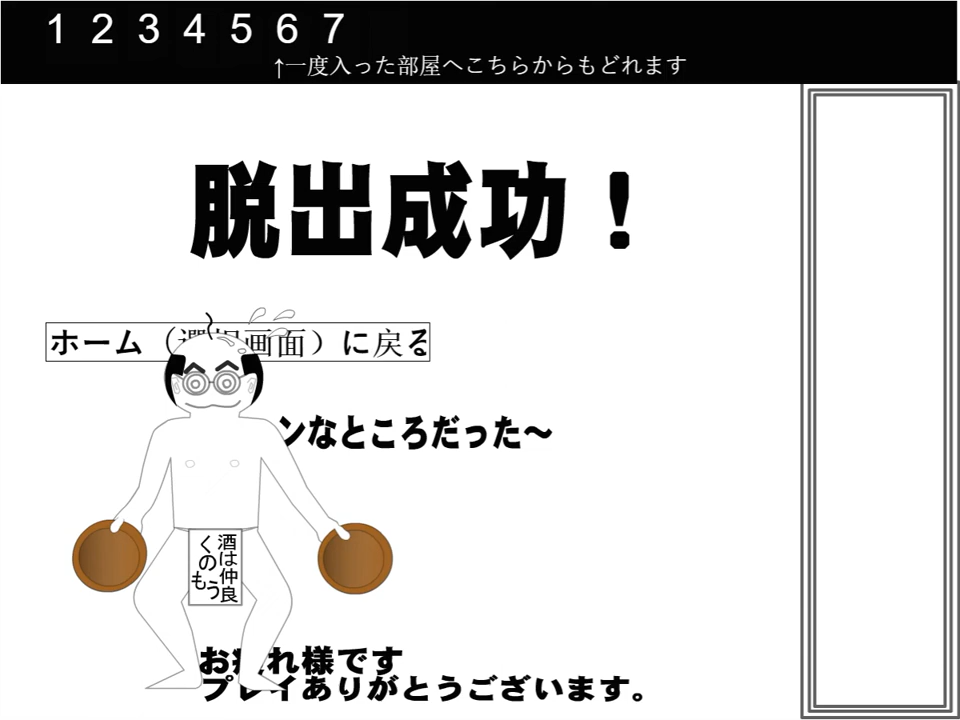 1 2 3 4 5 6 7
↑一度入った部屋へこちらからもどれます
脱出成功！
ホーム（選択画面）に戻る
ンなところだった～
酒は仲良
くのもう
お疲れ様です
プレイありがとうございます。